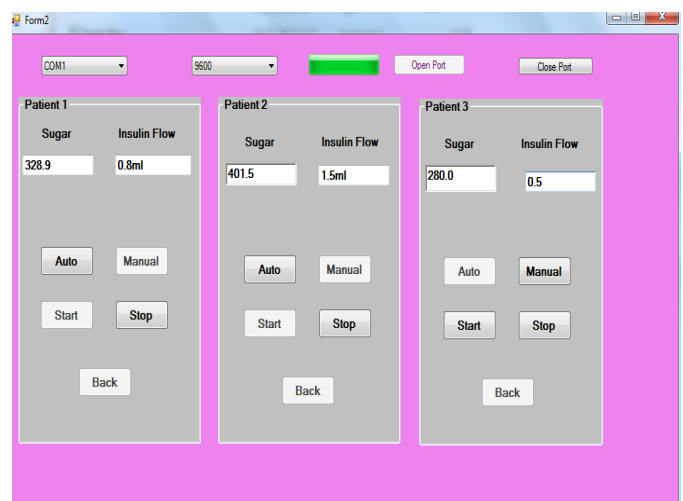 Form2
COM1 9600 Open Port Close Port
Patient 1
Sugar Insulin Flow
328.9 0.8ml
Auto Manual
Start Stop
Back
Patient 2
Sugar Insulin Flow
401.5 1.5ml
Auto Manual
Start Stop
Back
Patient 3
Sugar Insulin Flow
280.0 0.5
Auto Manual
Start Stop
Back